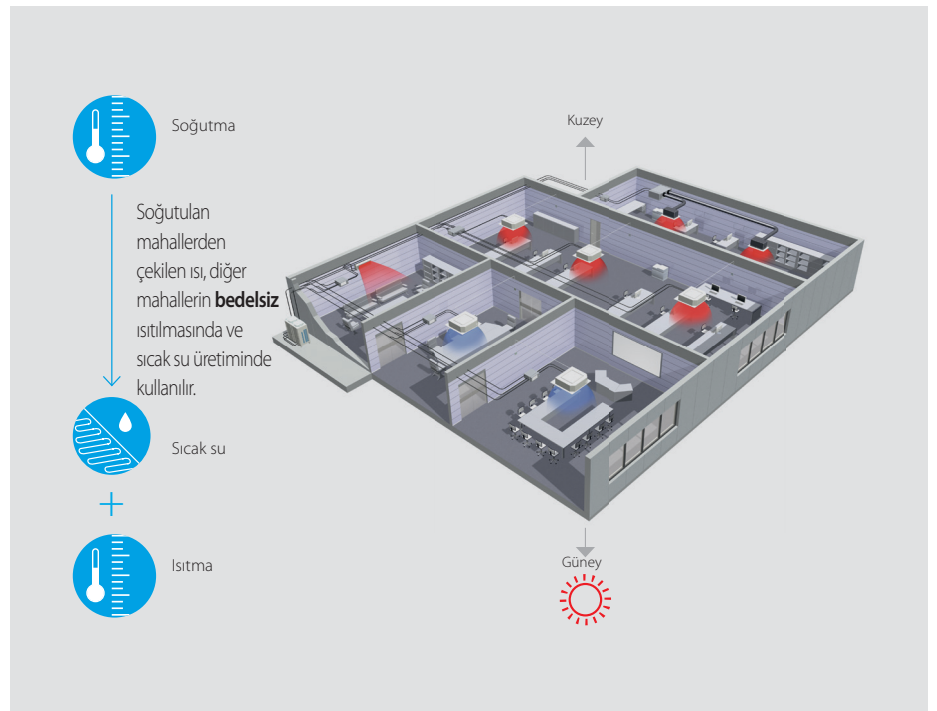 Soğutma
Soğutulan
mahallerden
çekilen ısı, diğer
mahallerin bedelsiz
ısıtılmasında ve
sıcak su üretiminde
kullanılır.
Sıcak su
Isıtma
Kuzey
Güney